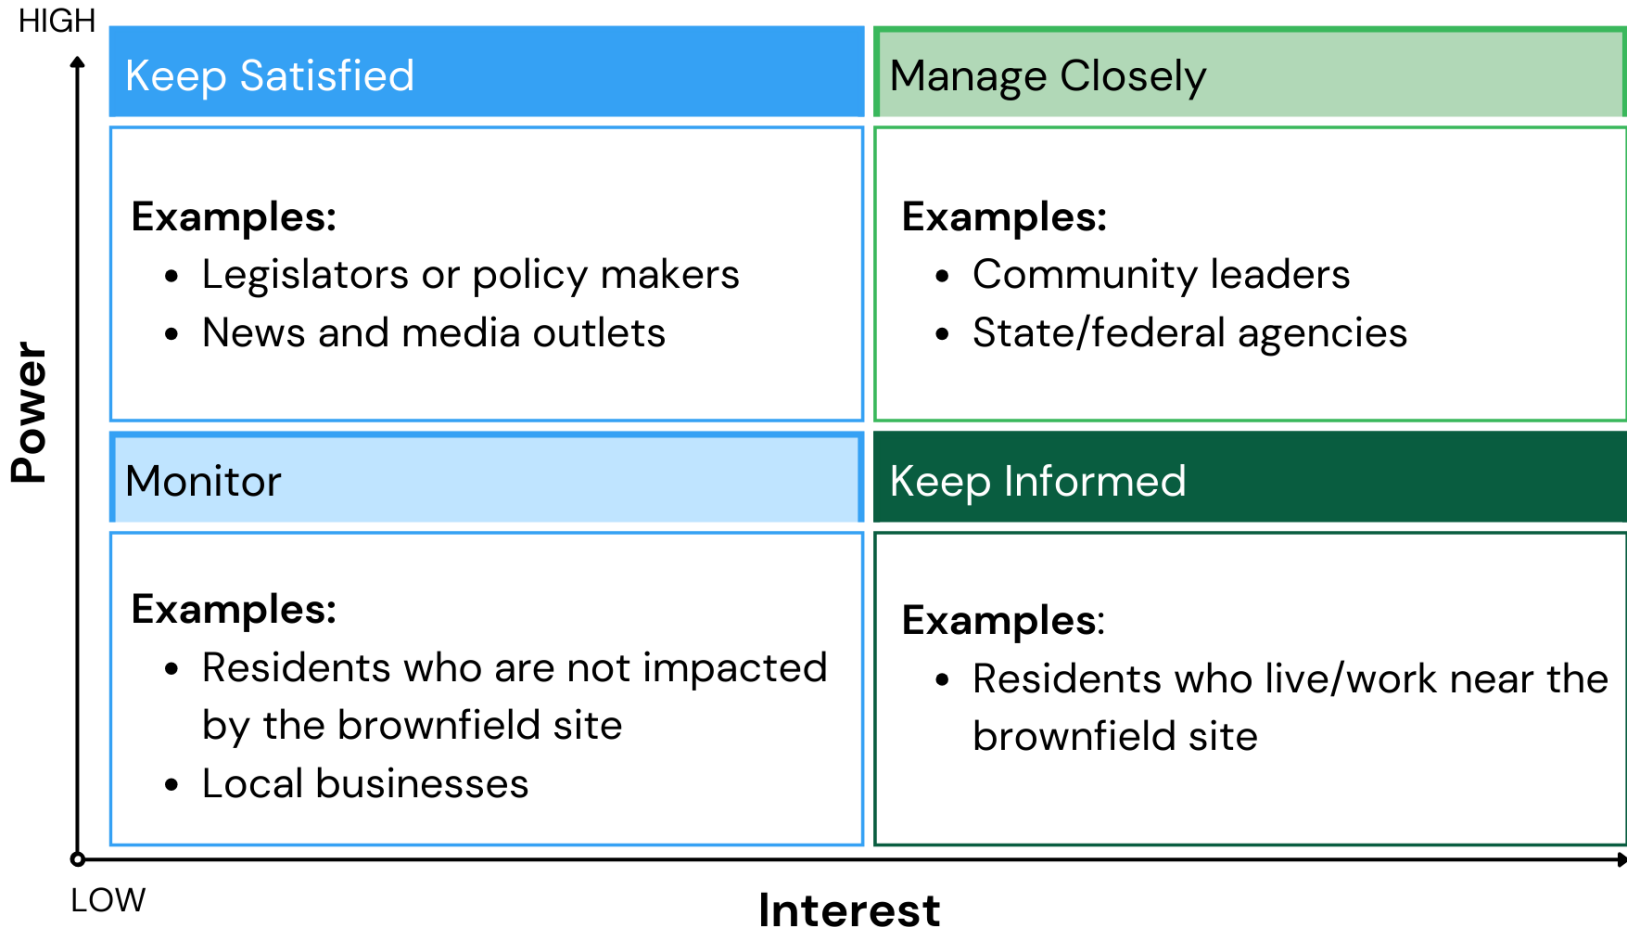 HIGH
Keep Satisfied
Examples:
• Legislators or policy makers
• News and media outlets
Manage Closely
Examples:
• Community leaders
• State/federal agencies
Power
Monitor
Examples:
• Residents who are not impacted
by the brownfield site
• Local businesses
Keep Informed
Examples:
• Residents who live/work near the
brownfield site
LOW
Interest